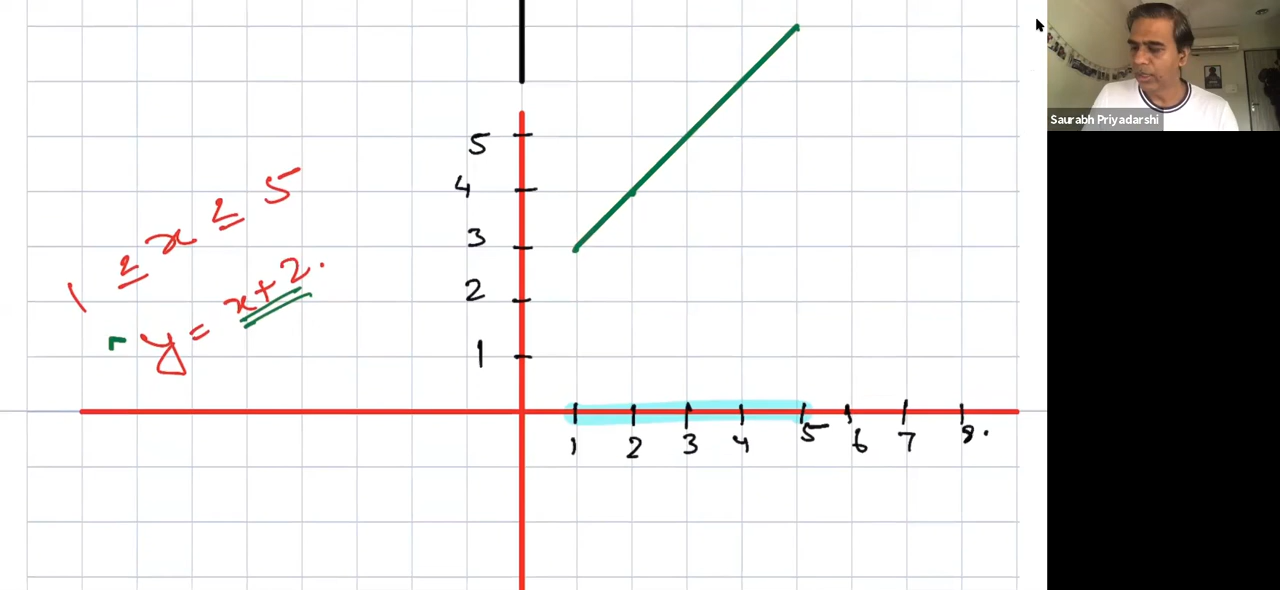 Saurabh Priyadarshi
5
4
3
2
1
1 ≤ x ≤ 5
y = x+2.
1 2 3 4 5 6 7 8.